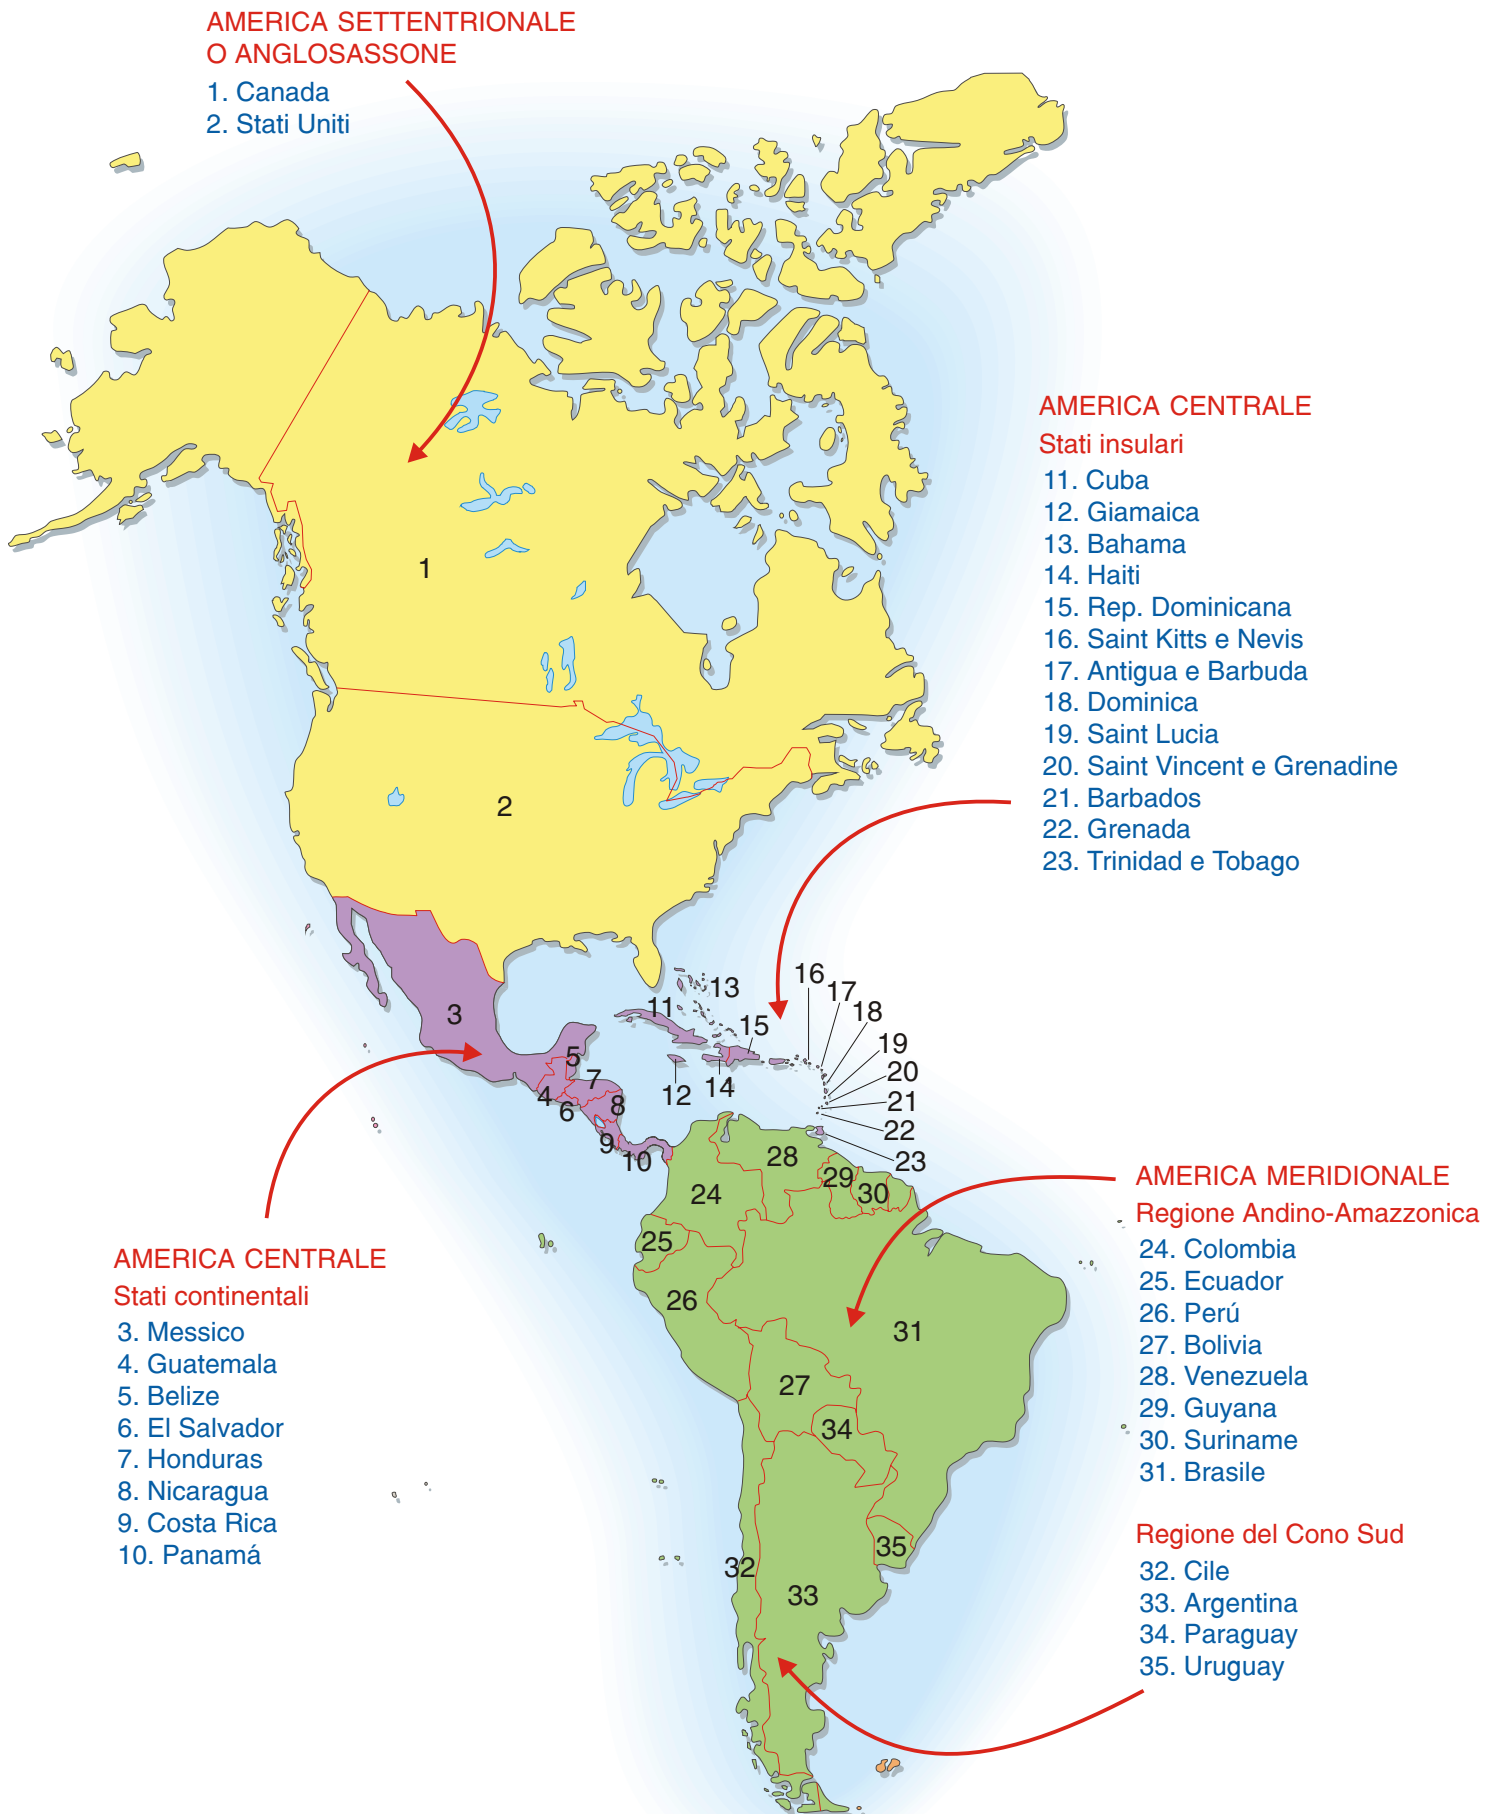 AMERICA SETTENTRIONALE
O ANGLOSASSONE
1. Canada
2. Stati Uniti
AMERICA CENTRALE
Stati insulari
11. Cuba
12. Giamaica
13. Bahama
14. Haiti
15. Rep. Dominicana
16. Saint Kitts e Nevis
17. Antigua e Barbuda
18. Dominica
19. Saint Lucia
20. Saint Vincent e Grenadine
21. Barbados
22. Grenada
23. Trinidad e Tobago
1
2
3
4
5
6
7
8
9
10
11
12
13
14
15
16
17
18
19
20
21
22
23
AMERICA CENTRALE
Stati continentali
3. Messico
4. Guatemala
5. Belize
6. El Salvador
7. Honduras
8. Nicaragua
9. Costa Rica
10. Panamá
24
25
26
27
28
29
30
31
32
33
34
35
AMERICA MERIDIONALE
Regione Andino-Amazzonica
24. Colombia
25. Ecuador
26. Perú
27. Bolivia
28. Venezuela
29. Guyana
30. Suriname
31. Brasile
Regione del Cono Sud
32. Cile
33. Argentina
34. Paraguay
35. Uruguay